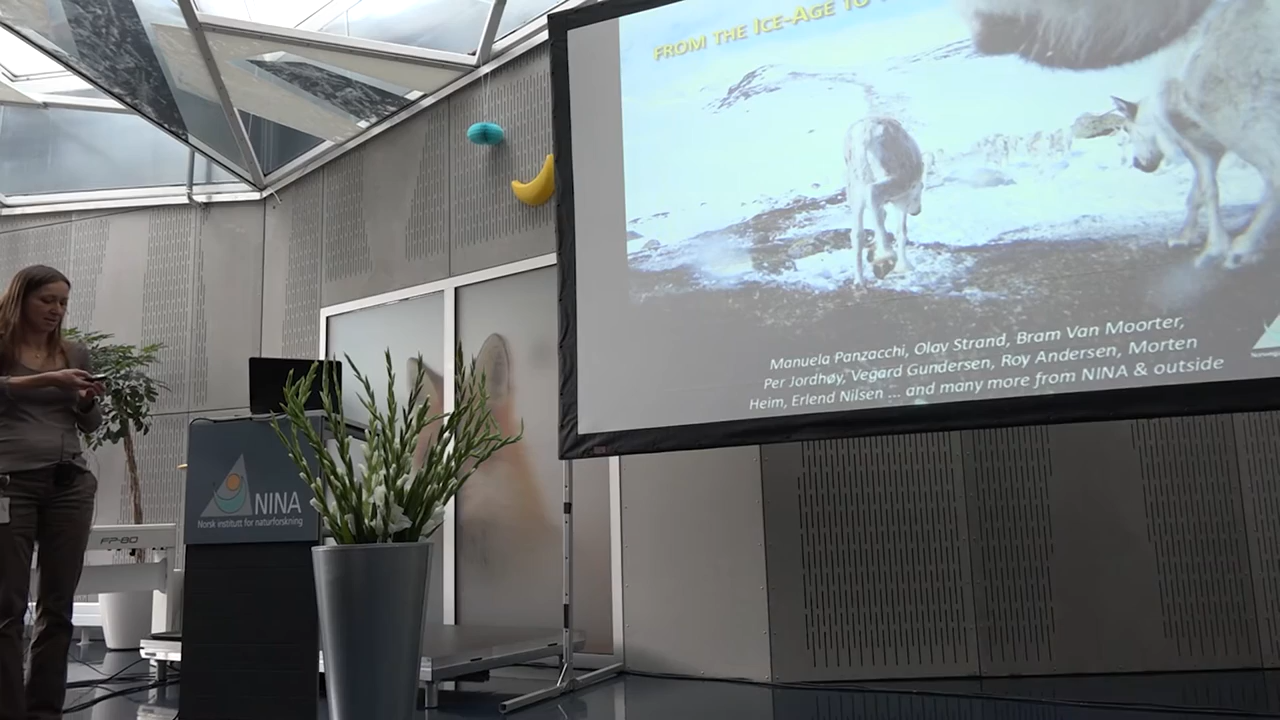 FROM THE ICE-AGE TO
Manuela Panzacchi, Olav Strand, Bram Van Moorter,
Per Jordhøy, Vegard Gundersen, Roy Andersen, Morten
Heim, Erlend Nilsen ... and many more from NINA & outside
NINA
Norsk institutt for naturforskning
FP-80